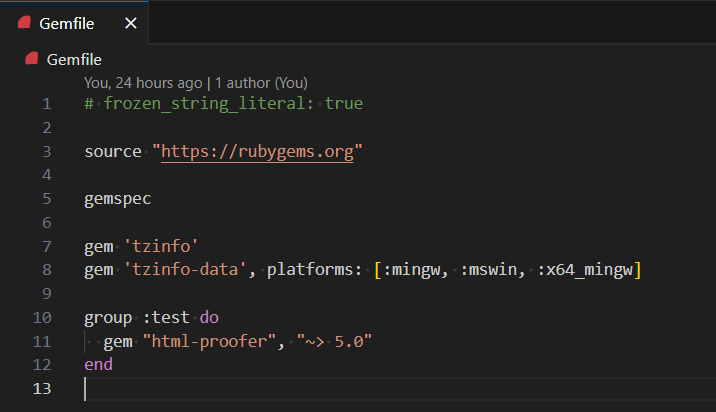 Gemfile
Gemfile
You, 24 hours ago | 1 author (You)
1 # frozen_string_literal: true
2
3 source "https://rubygems.org"
4
5 gemspec
6
7 gem 'tzinfo'
8 gem 'tzinfo-data', platforms: [:mingw, :mswin, :x64_mingw]
9
10 group :test do
11   gem "html-proofer", "~> 5.0"
12 end
13